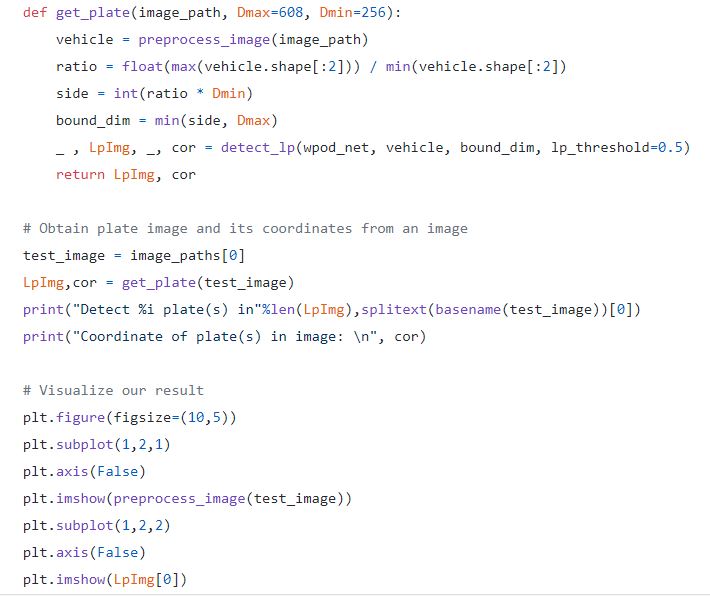 def get_plate(image_path, Dmax=608, Dmin=256):
    vehicle = preprocess_image(image_path)
    ratio = float(max(vehicle.shape[:2])) / min(vehicle.shape[:2])
    side = int(ratio * Dmin)
    bound_dim = min(side, Dmax)
    _ , LpImg, _, cor = detect_lp(wpod_net, vehicle, bound_dim, lp_threshold=0.5)
    return LpImg, cor

# Obtain plate image and its coordinates from an image
test_image = image_paths[0]
LpImg,cor = get_plate(test_image)
print("Detect %i plate(s) in"%len(LpImg),splitext(basename(test_image))[0])
print("Coordinate of plate(s) in image: \n", cor)

# Visualize our result
plt.figure(figsize=(10,5))
plt.subplot(1,2,1)
plt.axis(False)
plt.imshow(preprocess_image(test_image))
plt.subplot(1,2,2)
plt.axis(False)
plt.imshow(LpImg[0])